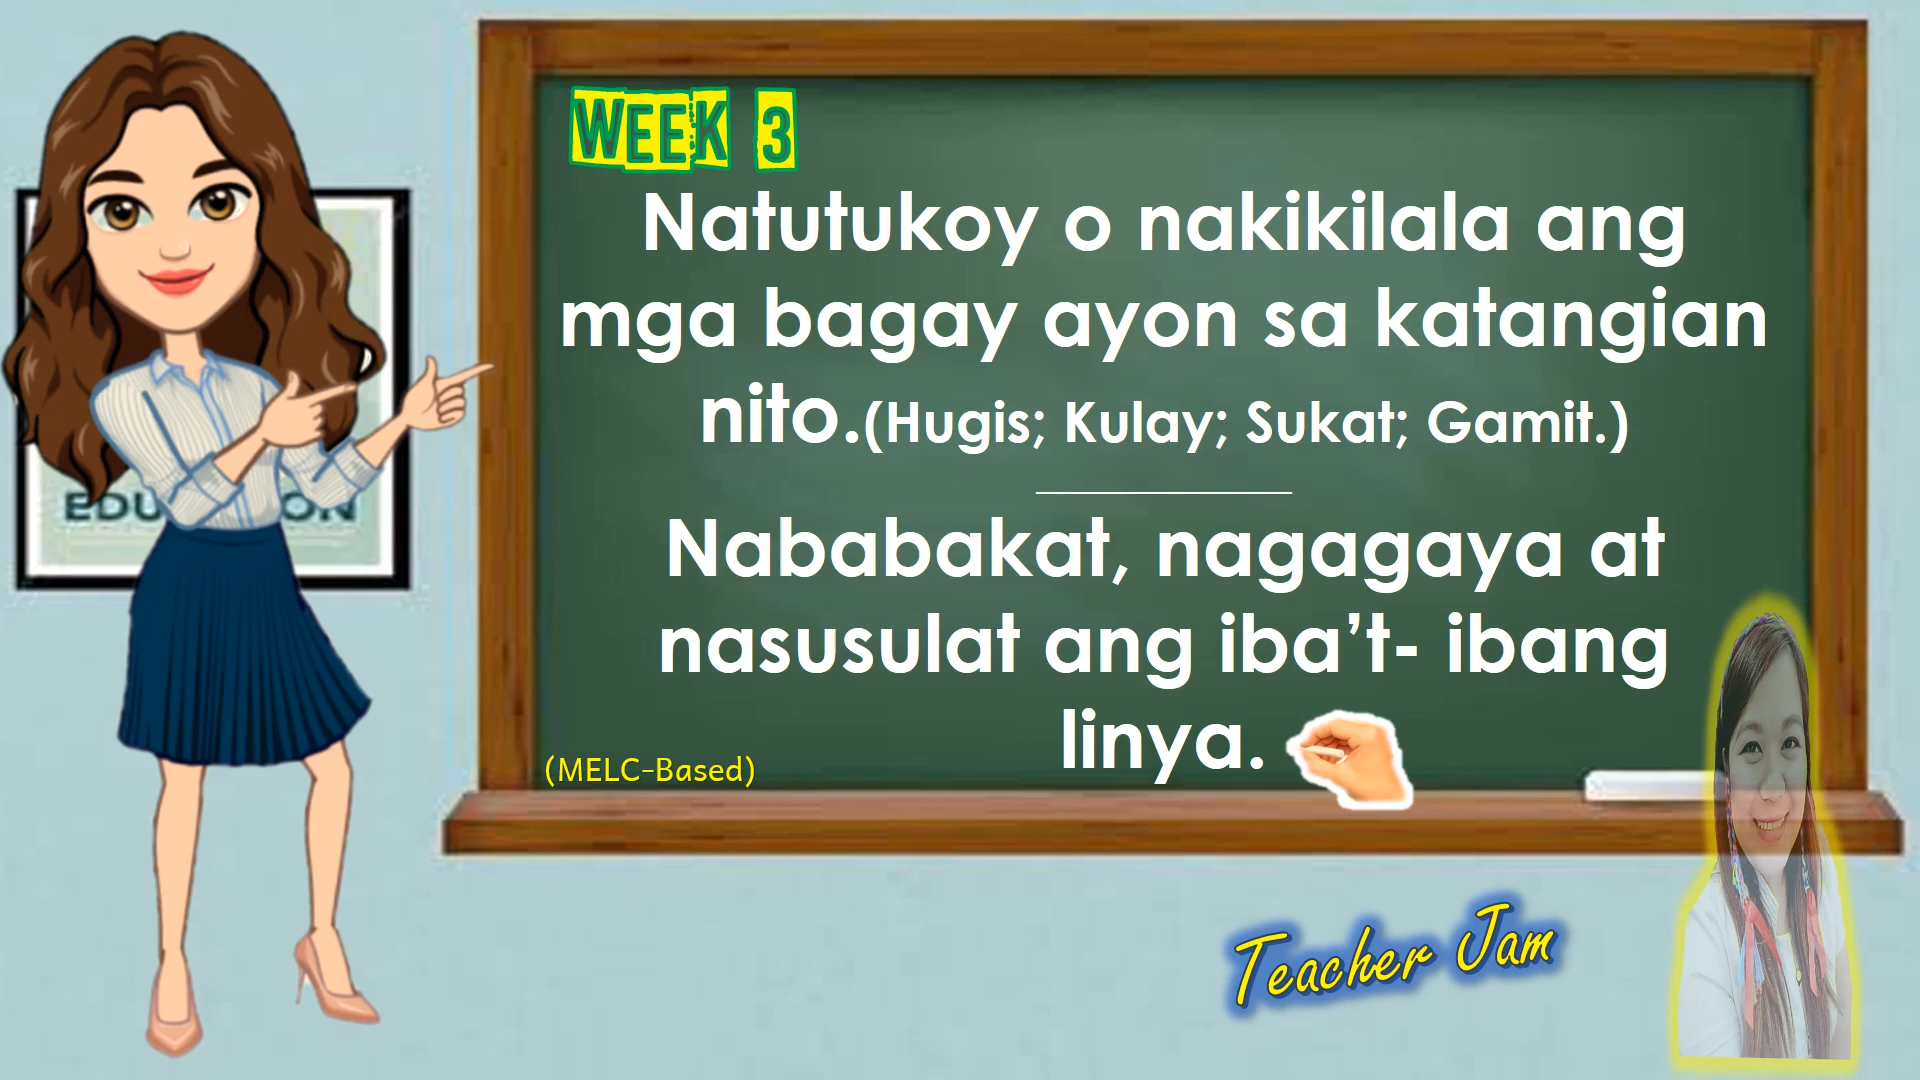 WEEK 3
Natutukoy o nakikilala ang
mga bagay ayon sa katangian
nito.(Hugis; Kulay; Sukat; Gamit.)
Nababakat, nagagaya at
nasusulat ang iba’t- ibang
linya.
(MELC-Based)
Teacher Jam